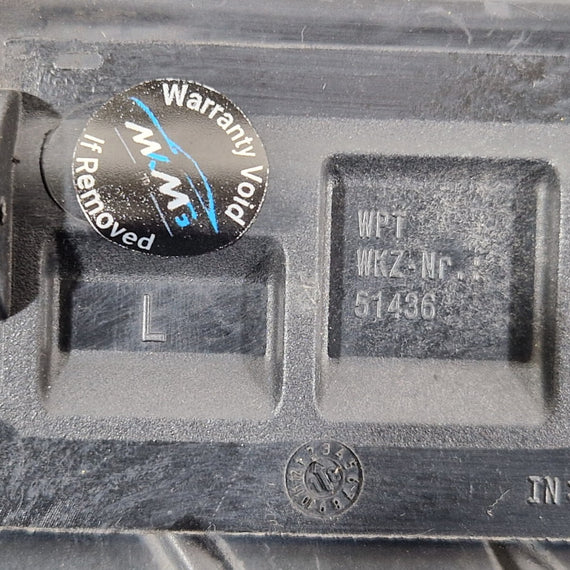 Warranty Void
If Removed
L
WPT
WKZ-Nr.:
51436
IN